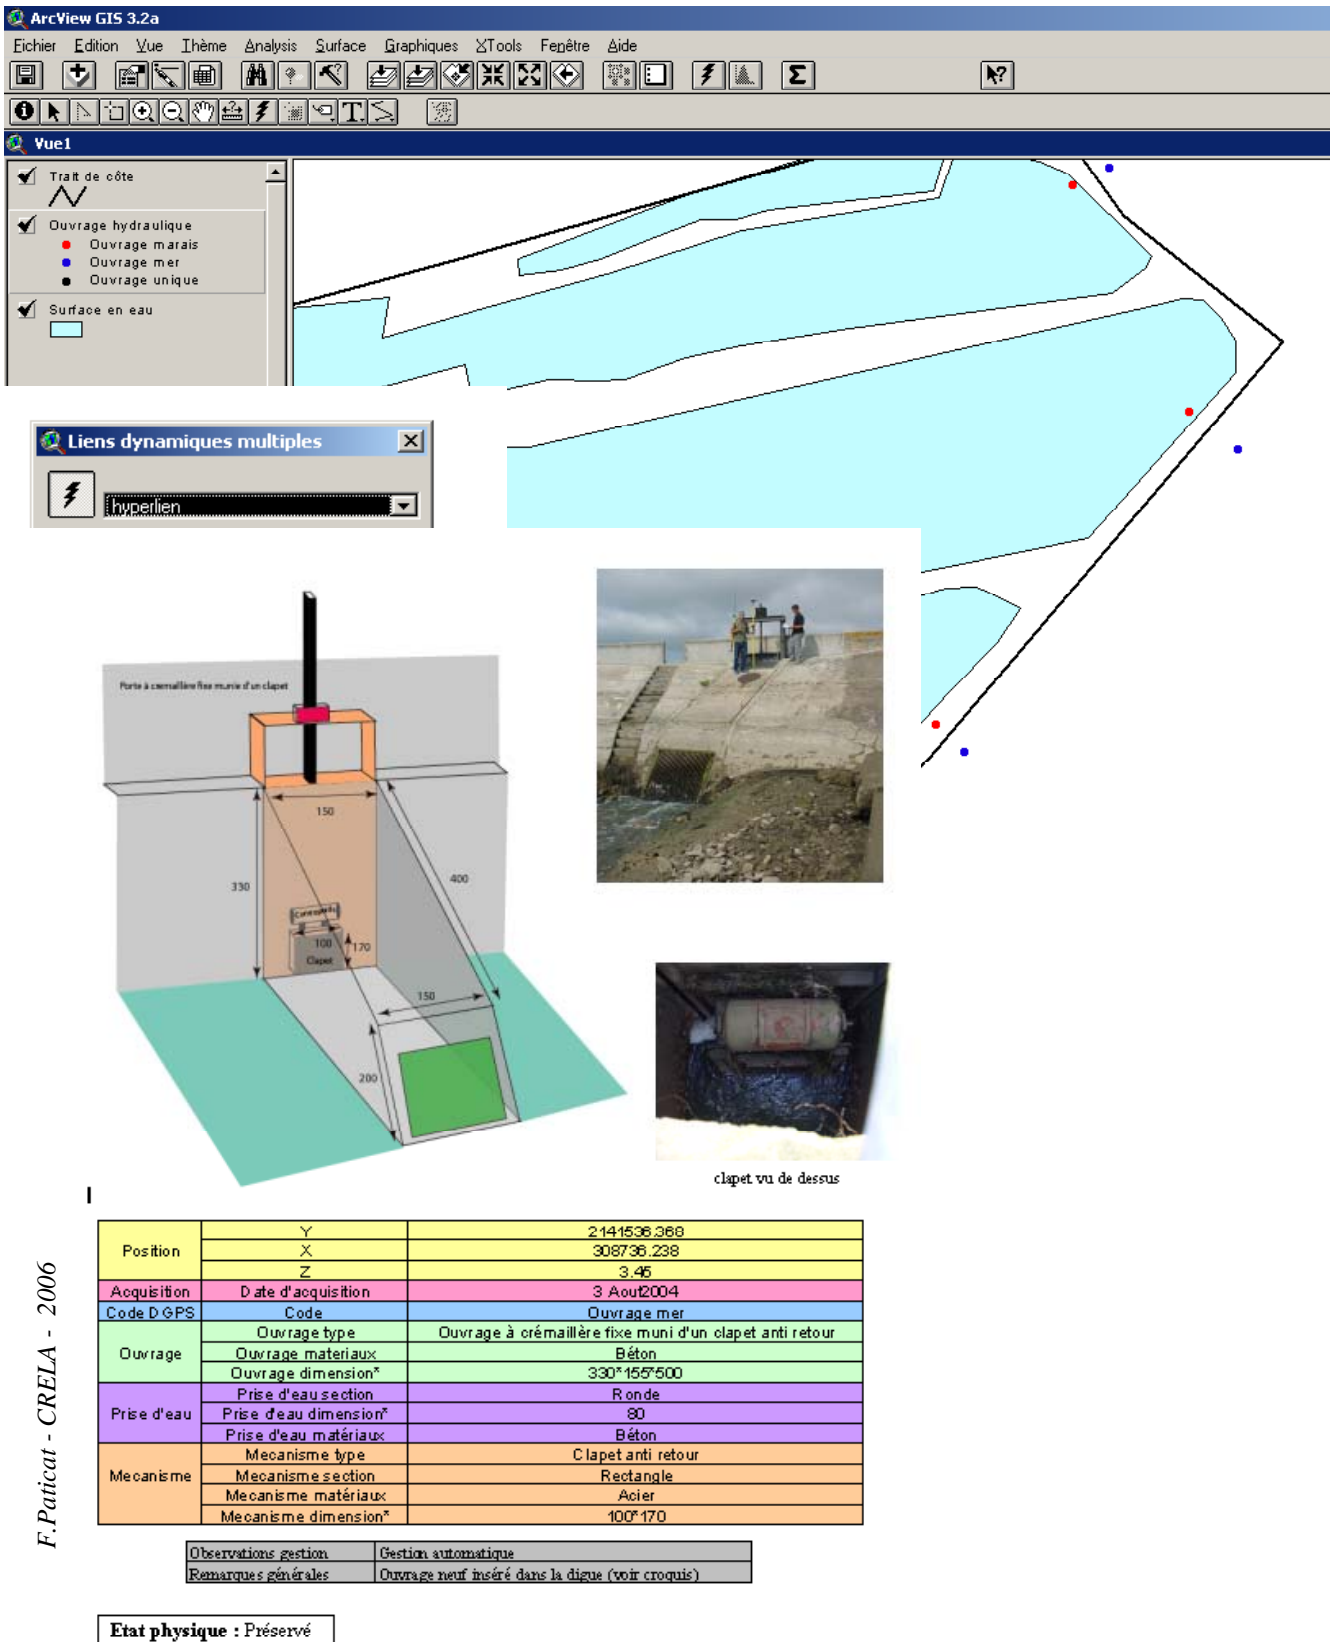 ArcView GIS 3.2a
Fichier Edition Vue Thème Analysis Surface Graphiques XTools Fenêtre Aide
Vue1
Trait de côte
Ouvrage hydraulique
Ouvrage marais
Ouvrage mer
Ouvrage unique
Surface en eau
Liens dynamiques multiples
hyperlien
Porte à crémaillère fixe munie d'un clapet
150
330
400
100
170
Clapet
150
200
clapet vu de dessus
Position
Y 2141536.368
X 308736.238
Z 3.45
Acquisition Date d'acquisition 3 Aout2004
Code DGPS Code Ouvrage mer
Ouvrage
Ouvrage type Ouvrage à crémaillère fixe muni d'un clapet anti retour
Ouvrage materiaux Béton
Ouvrage dimension* 330*155*500
Prise d'eau
Prise d'eau section Ronde
Prise d'eau dimension* 80
Prise d'eau matériaux Béton
Mecanisme
Mecanisme type Clapet anti retour
Mecanisme section Rectangle
Mecanisme matériaux Acier
Mecanisme dimension* 100*170
Observations gestion Gestion automatique
Remarques générales Ouvrage neuf inséré dans la digue (voir croquis)
Etat physique : Préservé
F.Paticat - CRELA - 2006